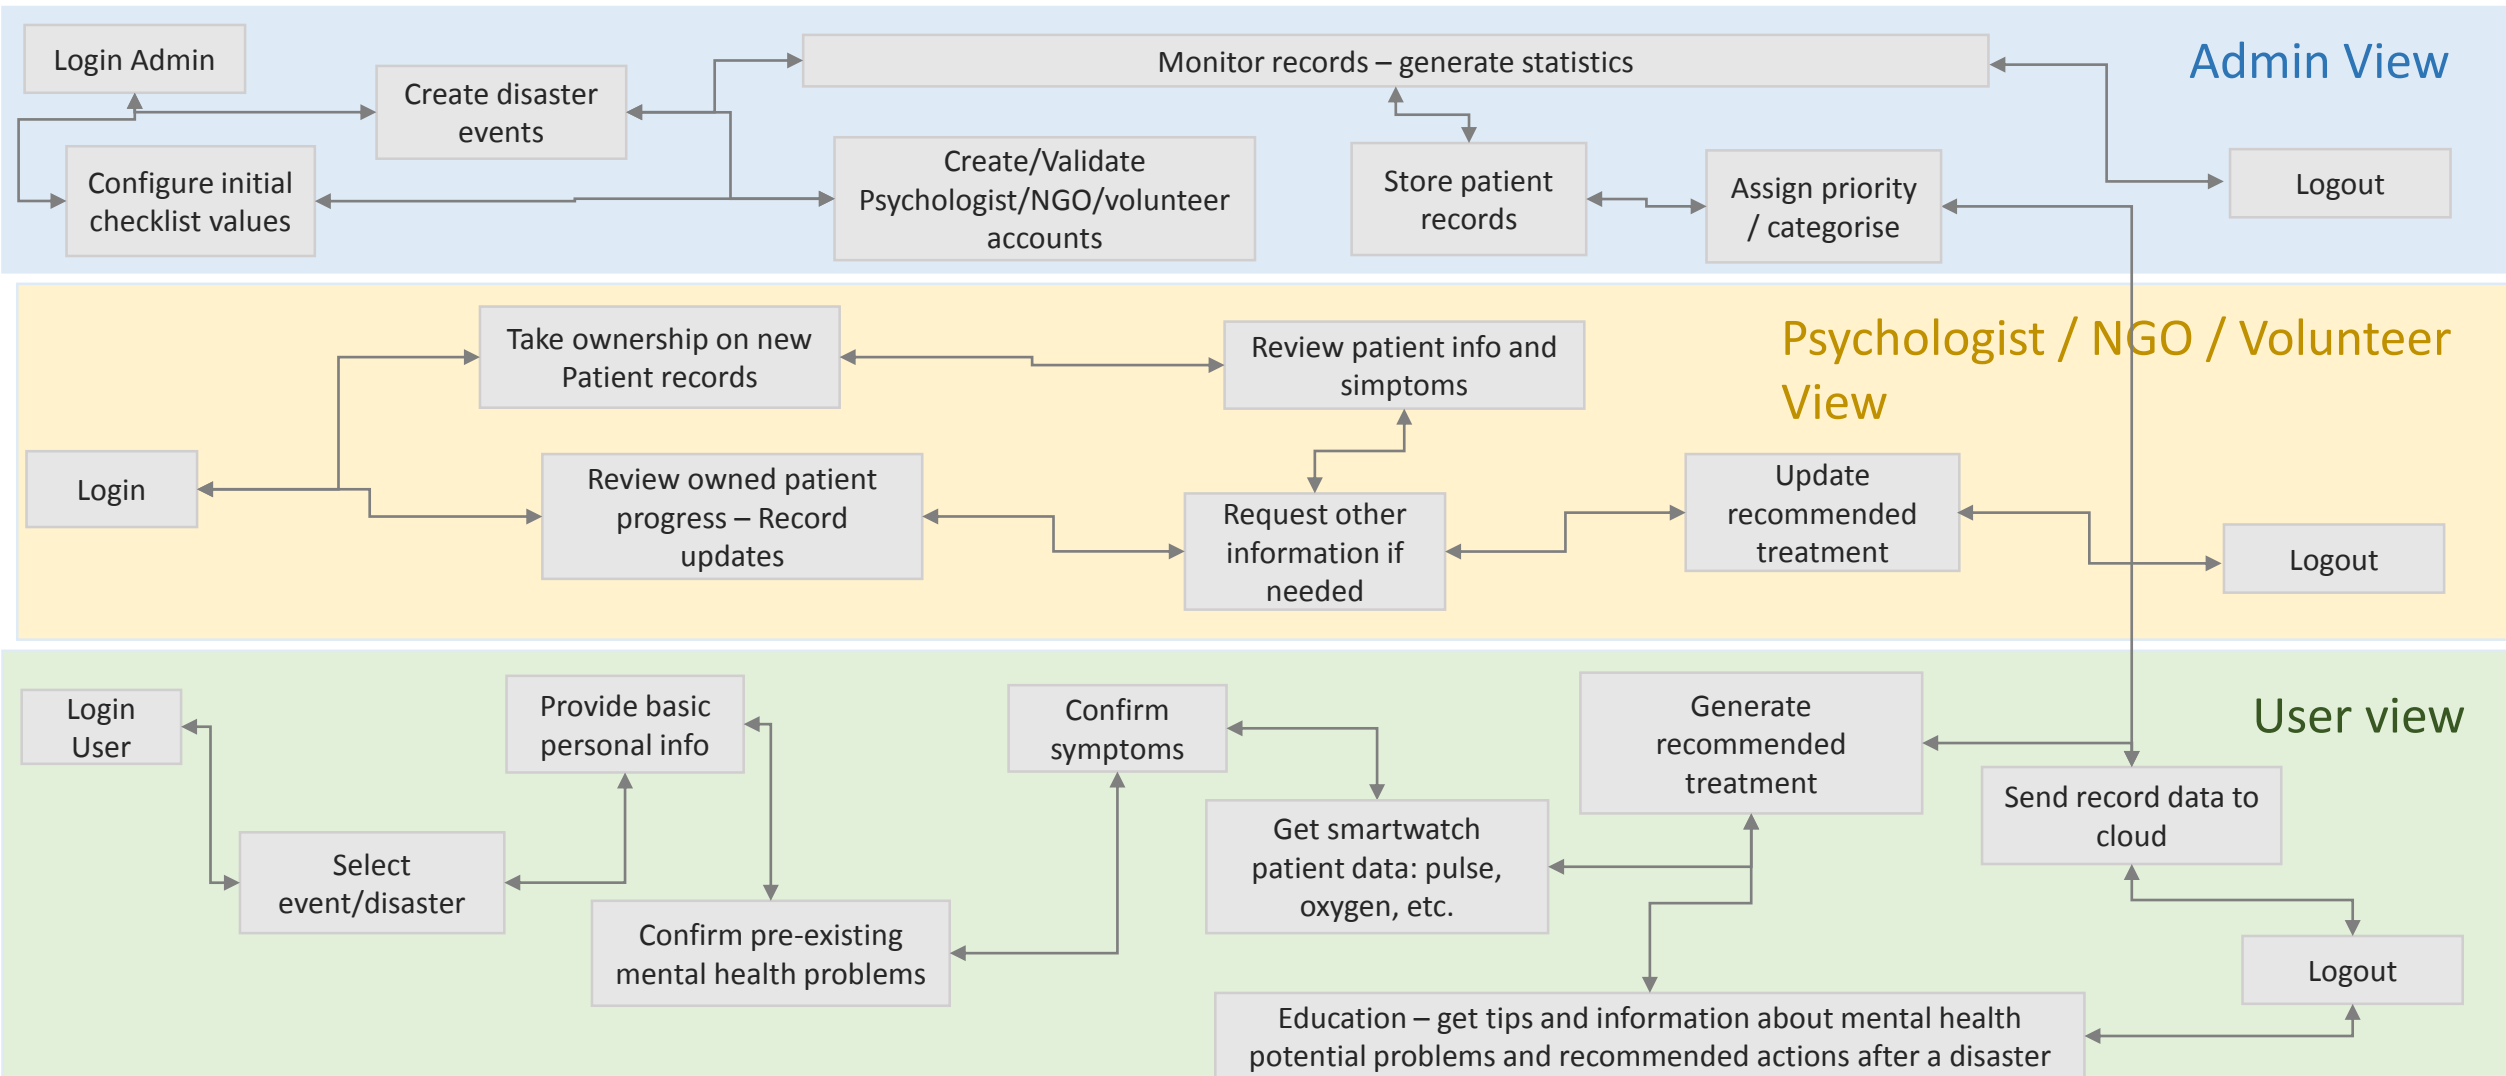 Login Admin
Create disaster
events
Monitor records – generate statistics
Admin View
Configure initial
checklist values
Create/Validate
Psychologist/NGO/volunteer
accounts
Store patient
records
Assign priority
/ categorise
Logout
Take ownership on new
Patient records
Review patient info and
simptoms
Psychologist / NGO / Volunteer
View
Login
Review owned patient
progress – Record
updates
Request other
information if
needed
Update
recommended
treatment
Logout
Login
User
Provide basic
personal info
Confirm
symptoms
Generate
recommended
treatment
User view
Select
event/disaster
Get smartwatch
patient data: pulse,
oxygen, etc.
Send record data to
cloud
Confirm pre-existing
mental health problems
Logout
Education – get tips and information about mental health
potential problems and recommended actions after a disaster